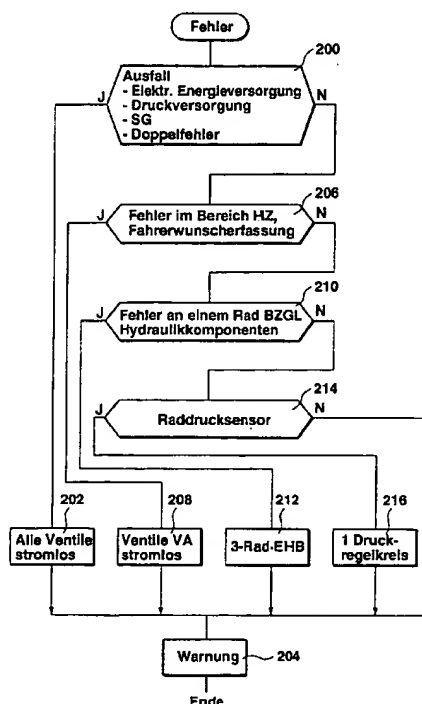 Fehler
200
Ausfall
- Elektr. Energieversorgung
- Druckversorgung
- SG
- Doppelfehler
J
N
206
J
N
Fehler im Bereich HZ,
Fahrerwunscherfassung
210
J
N
Fehler an einem Rad BZGL
Hydraulikkomponenten
214
J
N
Raddrucksensor
202
208
212
216
Alle Ventile
stromlos
Ventile VA
stromlos
3-Rad-EHB
1 Druck-
regelkreis
Warnung
204
Ende